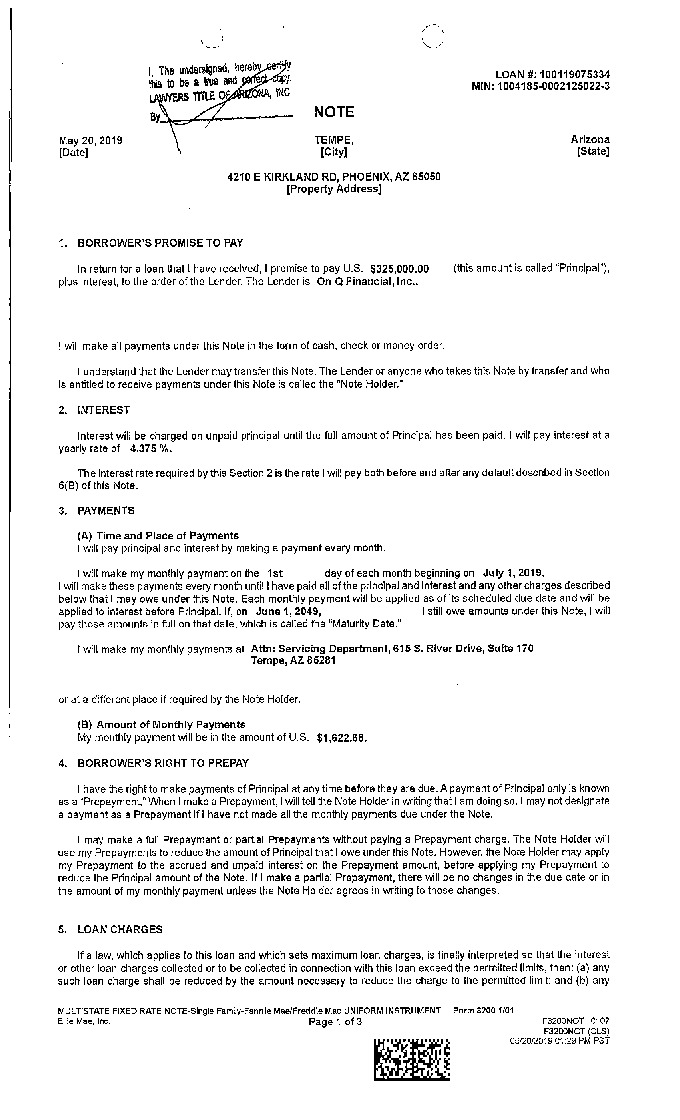 I, The undersigned, hereby certify
this to be a true and correct copy.
LAWYERS TITLE OF ARIZONA, INC
By
LOAN #: 100119075334
MIN: 1004185-0002125022-3
NOTE
May 20, 2019 TEMPE, Arizona
[Date] [City] [State]
4210 E KIRKLAND RD, PHOENIX, AZ 85050
[Property Address]
1. BORROWER'S PROMISE TO PAY
In return for a loan that I have received, I promise to pay U.S. $325,000.00 (this amount is called "Principal"),
plus interest, to the order of the Lender. The Lender is On Q Financial, Inc..
I will make all payments under this Note in the form of cash, check or money order.
I understand that the Lender may transfer this Note. The Lender or anyone who takes this Note by transfer and who
is entitled to receive payments under this Note is called the "Note Holder."
2. INTEREST
Interest will be charged on unpaid principal until the full amount of Principal has been paid. I will pay interest at a
yearly rate of 4.375 %.
The interest rate required by this Section 2 is the rate I will pay both before and after any default described in Section
6(B) of this Note.
3. PAYMENTS
(A) Time and Place of Payments
I will pay principal and interest by making a payment every month.
I will make my monthly payment on the 1st day of each month beginning on July 1, 2019.
I will make these payments every month until I have paid all of the principal and interest and any other charges described
below that I may owe under this Note. Each monthly payment will be applied as of its scheduled due date and will be
applied to interest before Principal. If, on June 1, 2049, I still owe amounts under this Note, I will
pay those amounts in full on that date, which is called the "Maturity Date."
I will make my monthly payments at Attn: Servicing Department, 615 S. River Drive, Suite 170
Tempe, AZ 85281
or at a different place if required by the Note Holder.
(B) Amount of Monthly Payments
My monthly payment will be in the amount of U.S. $1,622.68.
4. BORROWER'S RIGHT TO PREPAY
I have the right to make payments of Principal at any time before they are due. A payment of Principal only is known
as a "Prepayment." When I make a Prepayment, I will tell the Note Holder in writing that I am doing so. I may not designate
a payment as a Prepayment if I have not made all the monthly payments due under the Note.
I may make a full Prepayment or partial Prepayments without paying a Prepayment charge. The Note Holder will
use my Prepayments to reduce the amount of Principal that I owe under this Note. However, the Note Holder may apply
my Prepayment to the accrued and unpaid interest on the Prepayment amount, before applying my Prepayment to
reduce the Principal amount of the Note. If I make a partial Prepayment, there will be no changes in the due date or in
the amount of my monthly payment unless the Note Holder agrees in writing to those changes.
5. LOAN CHARGES
If a law, which applies to this loan and which sets maximum loan charges, is finally interpreted so that the interest
or other loan charges collected or to be collected in connection with this loan exceed the permitted limits, then: (a) any
such loan charge shall be reduced by the amount necessary to reduce the charge to the permitted limit; and (b) any
MULTISTATE FIXED RATE NOTE-Single Family-Fannie Mae/Freddie Mac UNIFORM INSTRUMENT Form 3200 1/01
Ellie Mae, Inc. Page 1 of 3 F3200NOT 0107
F3200NOT (CLS)
05/20/2019 01:29 PM PST